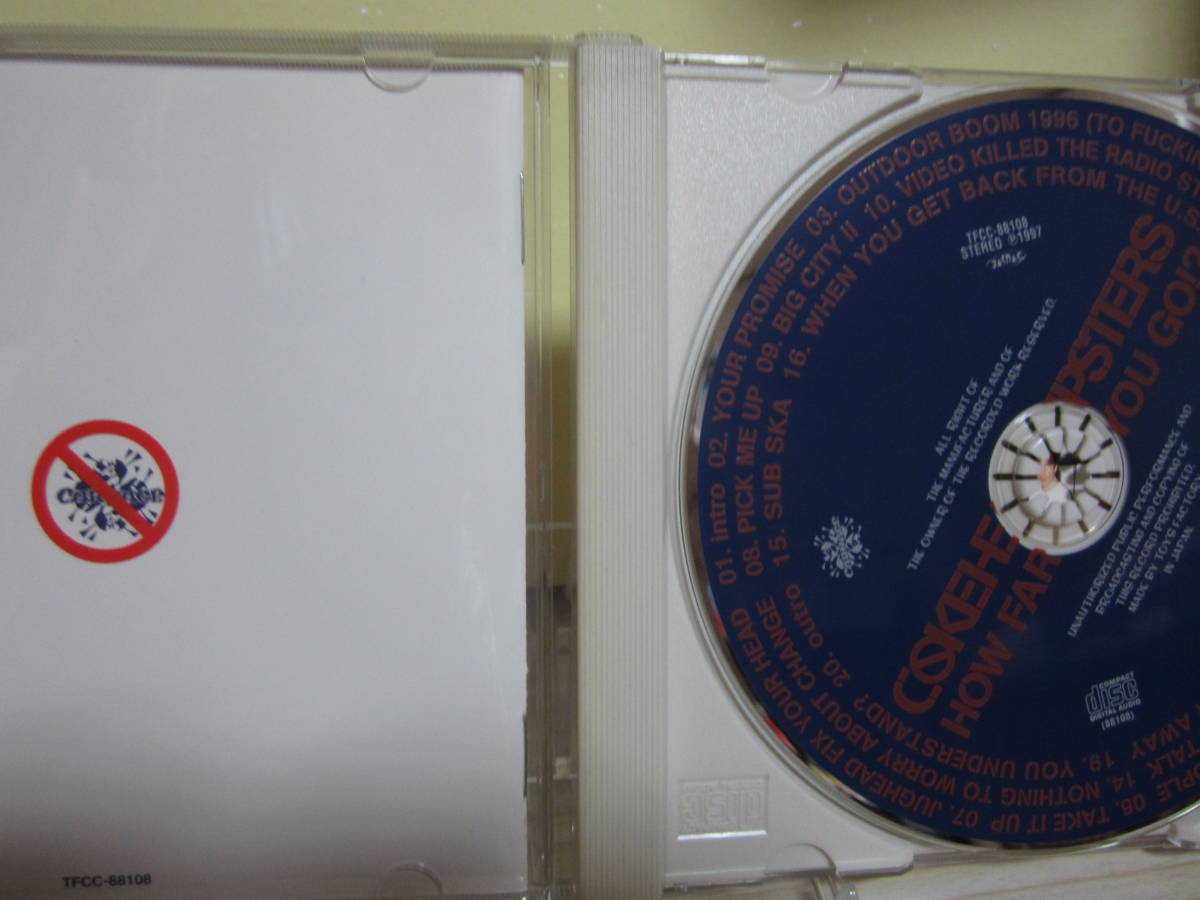 TFCC-88108
01. intro 02. YOUR PROMISE 03. OUTDOOR BOOM 1996 (TO
08. PICK ME UP 09. BIG CITY II 10. VIDEO KILLED THE RADIO
15. SUB SKA 16. WHEN YOU GET BACK FROM THE
TFCC-88108
STEREO ℗1997
ALL RIGHT OF
THE MANUFACTURER AND OF
THE OWNER OF THE RECORDED WORK RESERVED.
HOW FAR YOU GO!?
UNAUTHORIZED PUBLIC PERFORMANCE AND
BROADCASTING AND COPYING OF
THIS RECORD PROHIBITED
MADE BY TOY'S FACTORY
IN JAPAN.
COMPACT
disc
DIGITAL AUDIO
(88108)
06. TAKE IT UP 07. JUGHEAD FIX YOUR HEAD
TALK 14. NOTHING TO WORRY ABOUT CHANGE
AWAY 19. YOU UNDERSTAND? 20. outro
disc